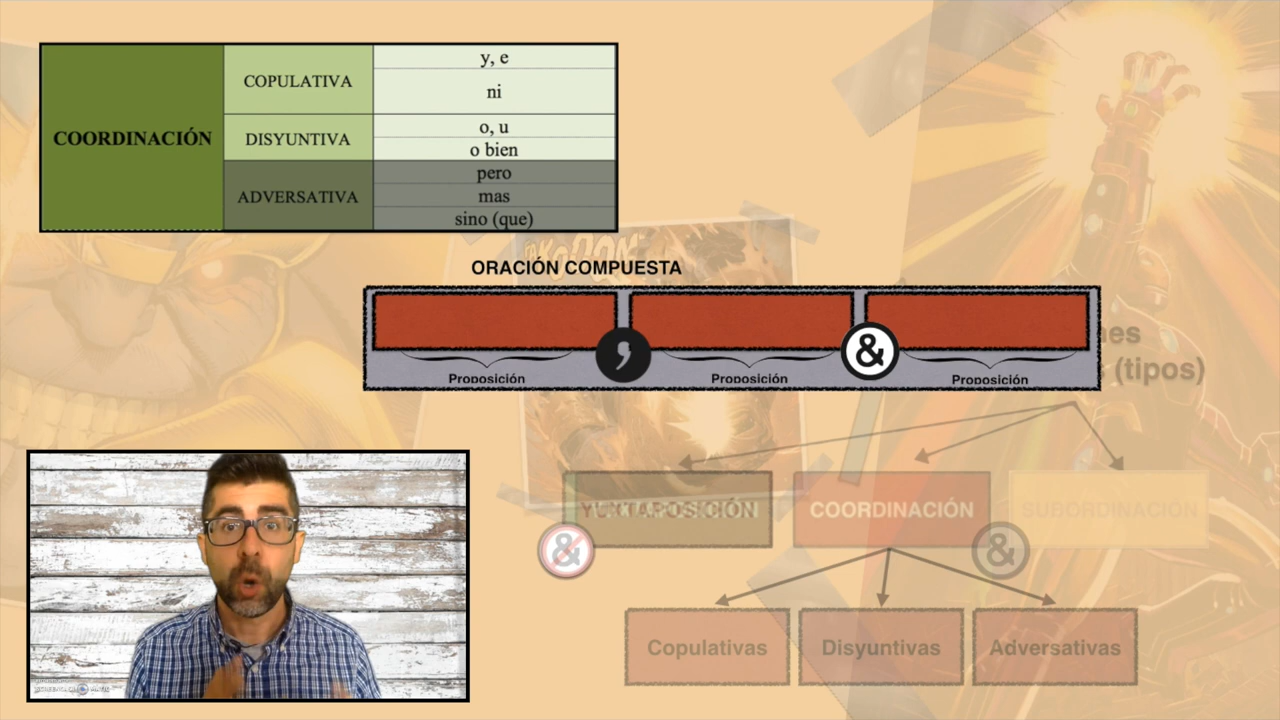 COORDINACIÓN
COPULATIVA
y, e
ni
DISYUNTIVA
o, u
o bien
ADVERSATIVA
pero
mas
sino (que)
ORACIÓN COMPUESTA
,
&
Proposición
Proposición
Proposición
(tipos)
YUXTAPOSICIÓN
COORDINACIÓN
SUBORDINACIÓN
&
&
Copulativas
Disyuntivas
Adversativas